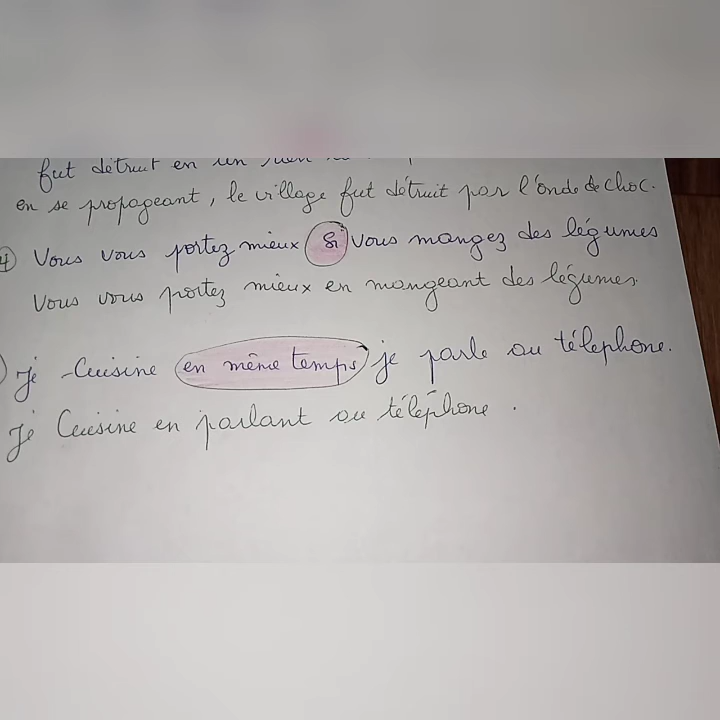 fut détruit en un
en se propageant, le village fut détruit par l'onde de choc.
4) Vous vous portez mieux si vous mangez des légumes
Vous vous portez mieux en mangeant des légumes.
) Je cuisine en même temps je parle au téléphone.
Je cuisine en parlant au téléphone.